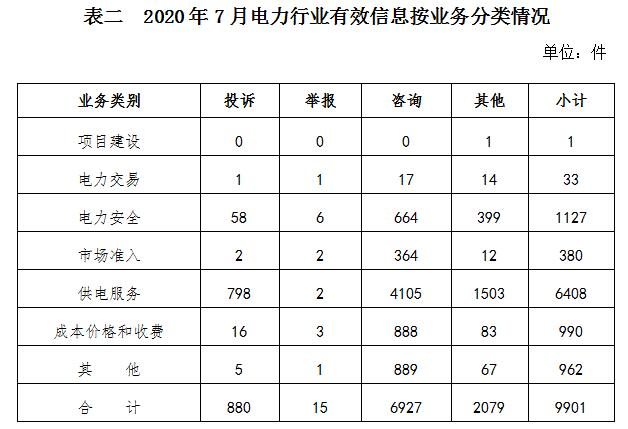 表二 2020 年 7 月电力行业有效信息按业务分类情况
单位：件
业务类别 投诉 举报 咨询 其他 小计
项目建设 0 0 0 1 1
电力交易 1 1 17 14 33
电力安全 58 6 664 399 1127
市场准入 2 2 364 12 380
供电服务 798 2 4105 1503 6408
成本价格和收费 16 3 888 83 990
其 他 5 1 889 67 962
合 计 880 15 6927 2079 9901